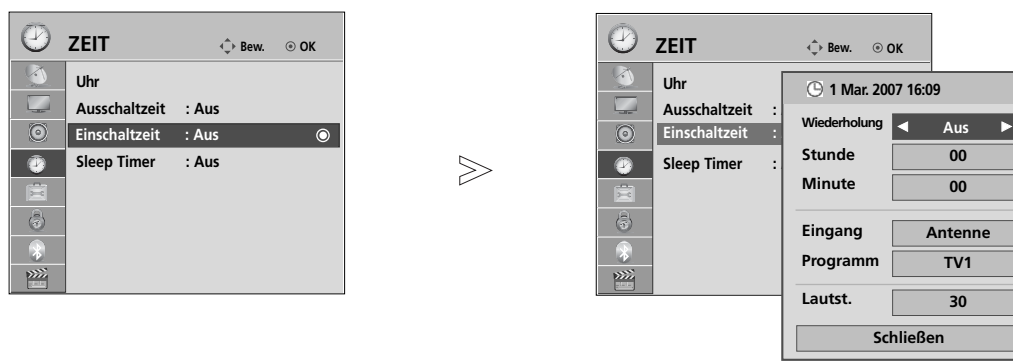 ZEIT Bew. OK
Uhr
Ausschaltzeit : Aus
Einschaltzeit : Aus
Sleep Timer : Aus
ZEIT Bew. OK
Uhr
Ausschaltzeit :
Einschaltzeit :
Sleep Timer :
1 Mar. 2007 16:09
Wiederholung ◀ Aus ▶
Stunde 00
Minute 00
Eingang Antenne
Programm TV1
Lautst. 30
Schließen